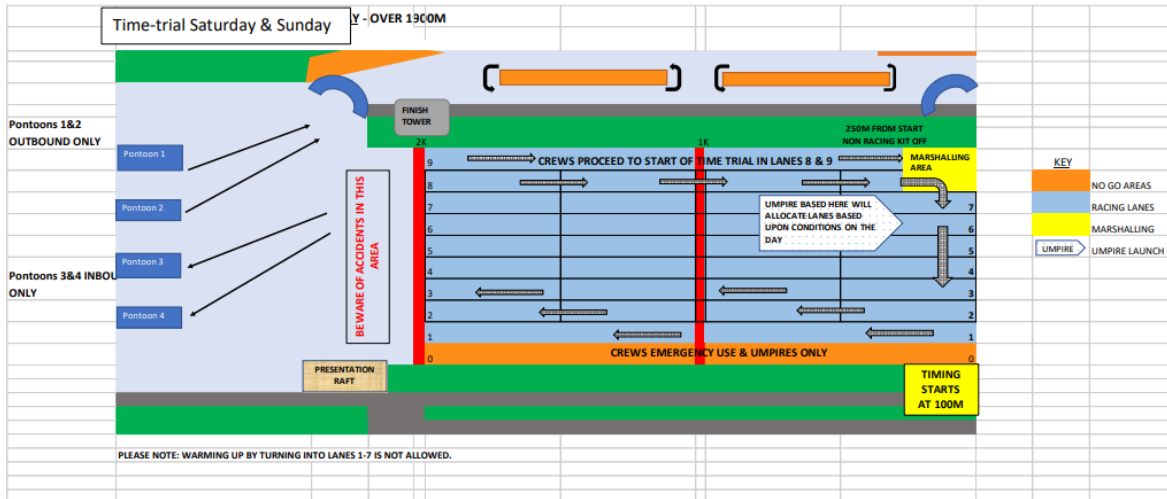 Time-trial Saturday & Sunday
- OVER 1900M
Pontoons 1&2
OUTBOUND ONLY
Pontoon 1
Pontoon 2
Pontoon 3
Pontoons 3&4
ONLY
Pontoon 4
FINISH
TOWER
2K
1K
250M FROM START
NON RACING KIT OFF
9
CREWS PROCEED TO START OF TIME TRIAL IN LANES 8 & 9
MARSHALLING
AREA
8
7
UMPIRE BASED HERE WILL
ALLOCATE LANES BASED
UPON CONDITIONS ON THE
DAY
7
6
6
5
5
4
4
3
3
2
2
1
1
0
CREWS EMERGENCY USE & UMPIRES ONLY
0
BEWARE OF ACCIDENTS IN THIS
AREA
PRESENTATION
RAFT
TIMING
STARTS
AT 100M
KEY
NO GO AREAS
RACING LANES
MARSHALLING
UMPIRE
UMPIRE LAUNCH
PLEASE NOTE: WARMING UP BY TURNING INTO LANES 1-7 IS NOT ALLOWED.